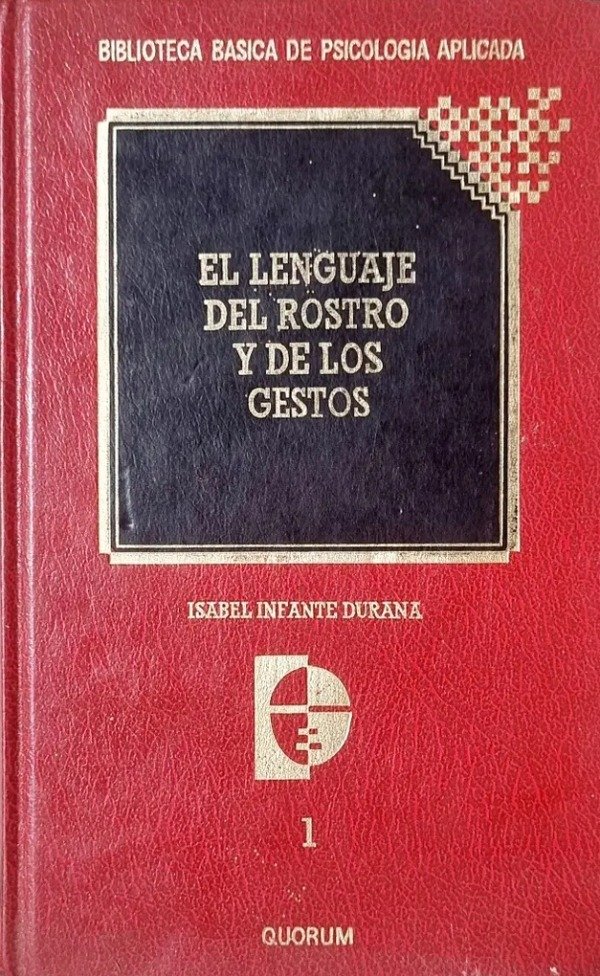 BIBLIOTECA BASICA DE PSICOLOGIA APLICADA
EL LENGUAJE
DEL ROSTRO
Y DE LOS
GESTOS
ISABEL INFANTE DURANA
1
QUORUM